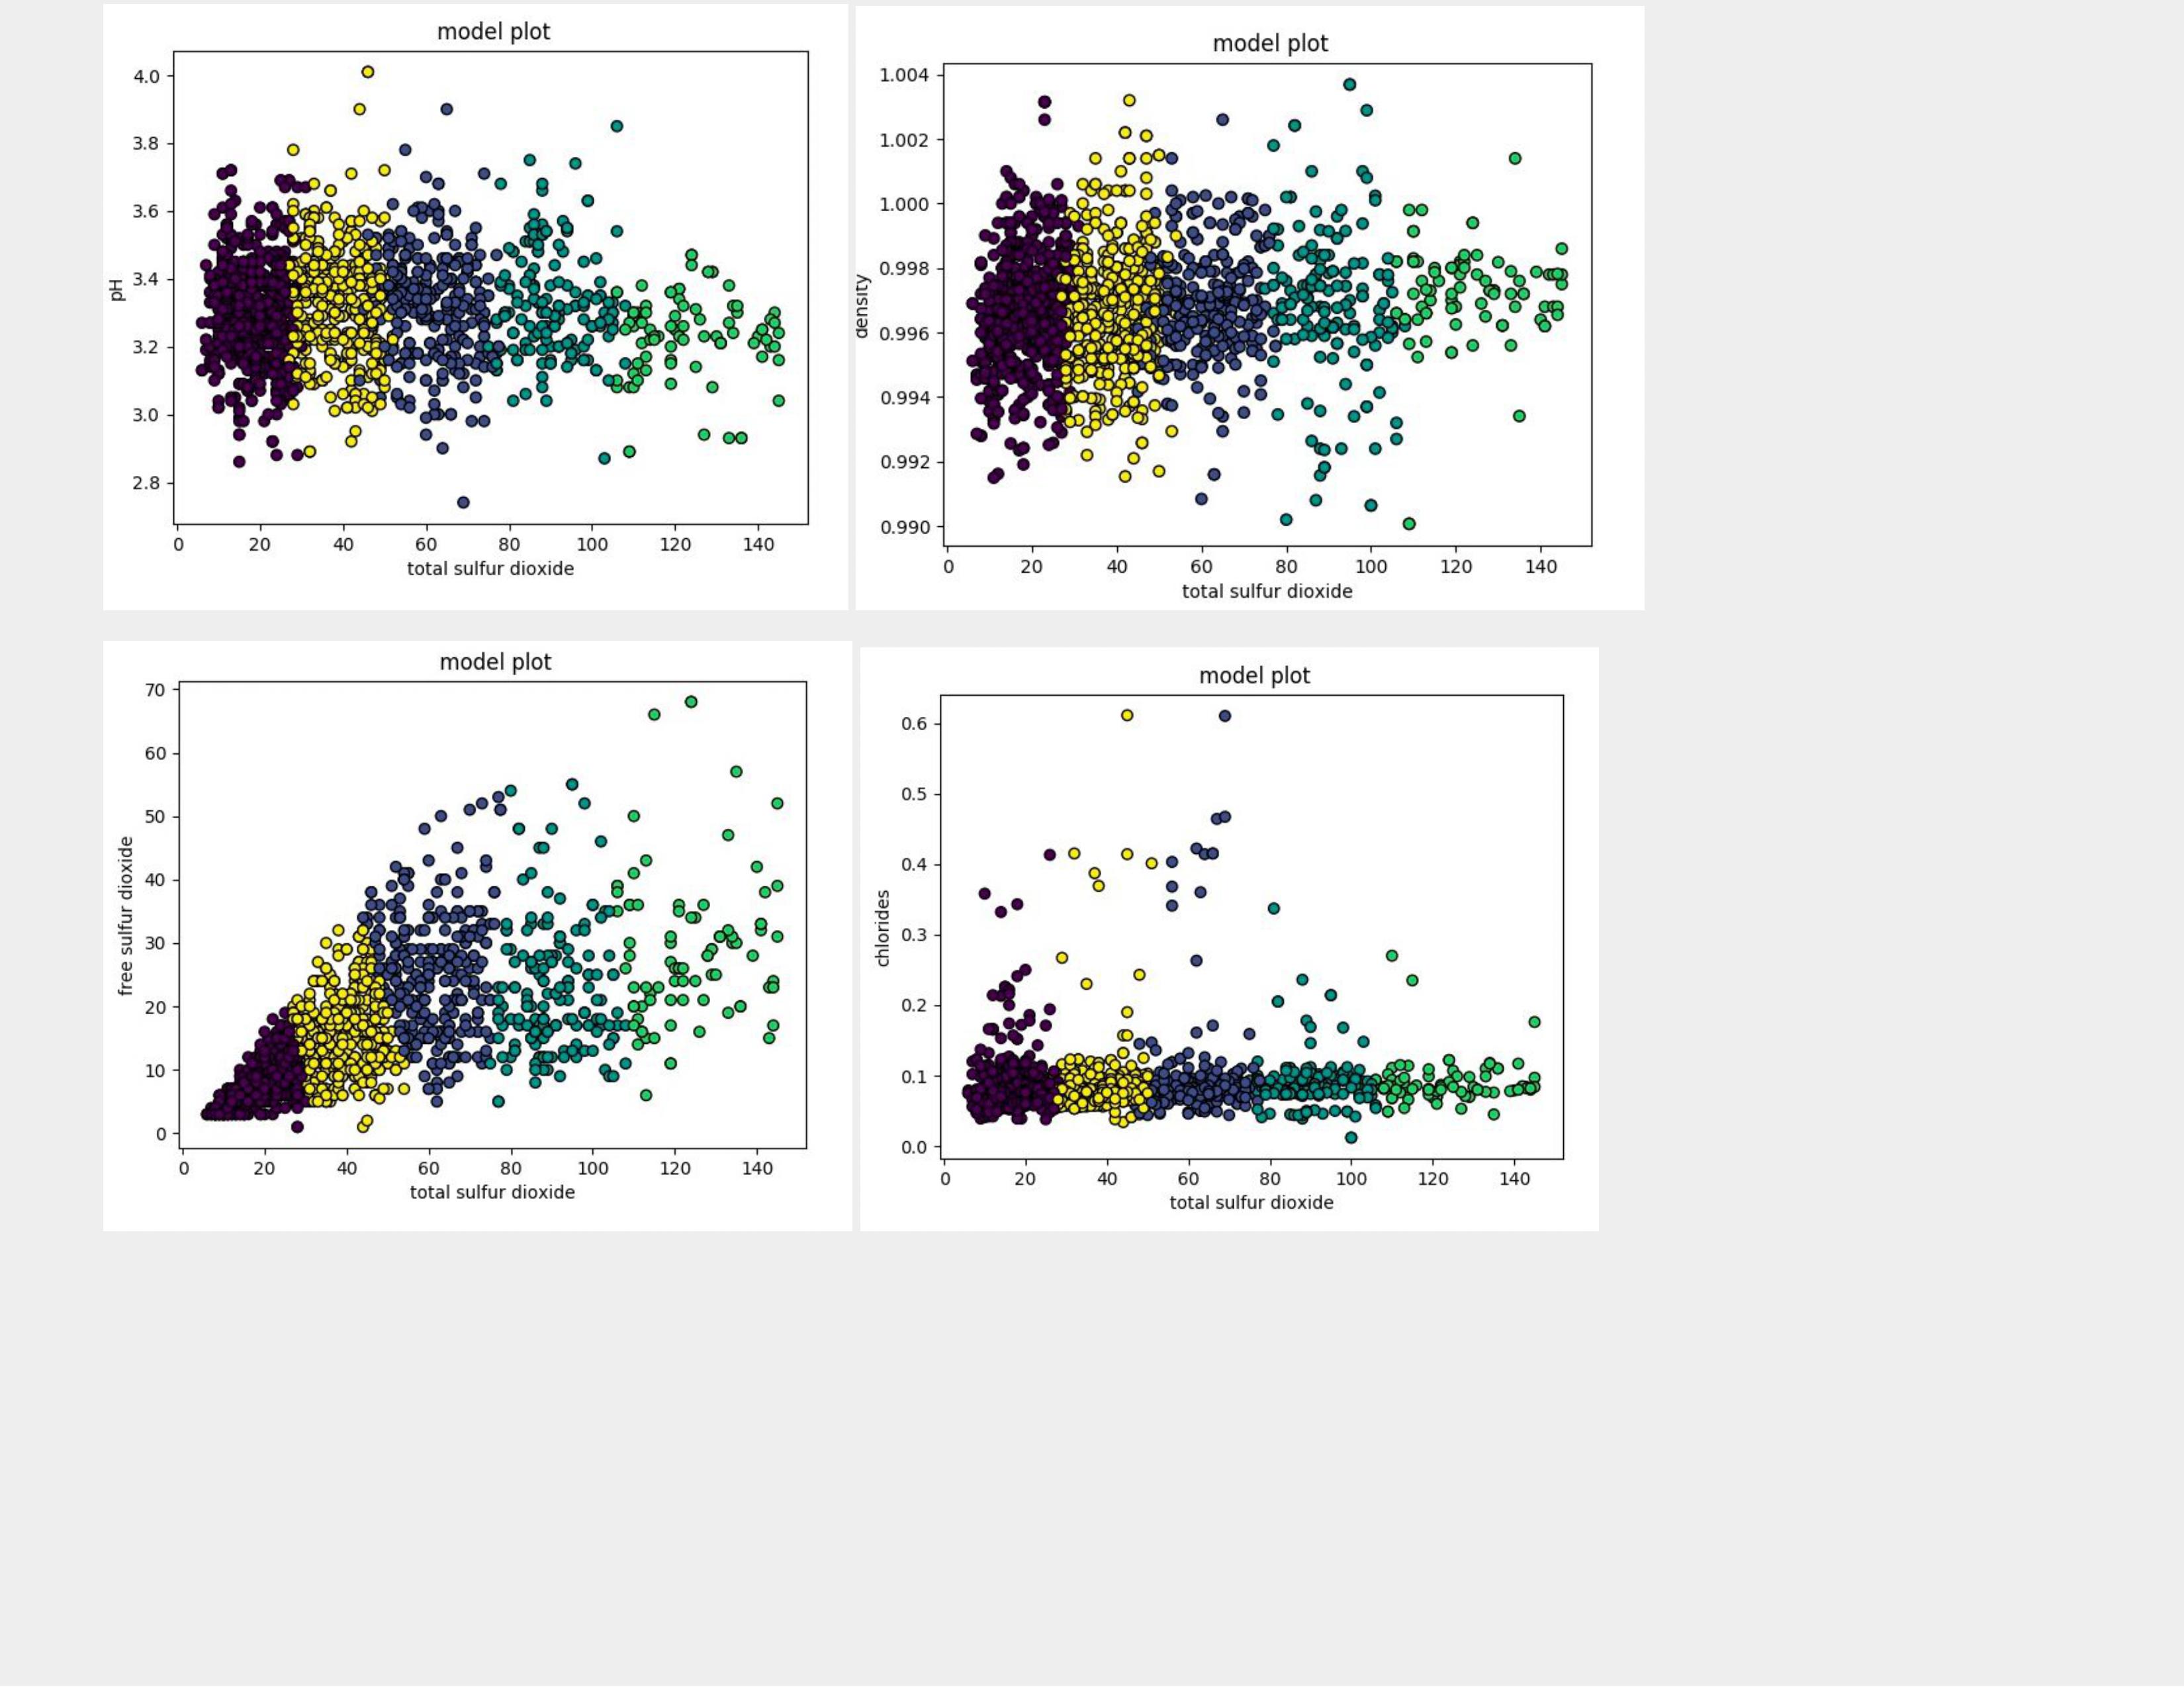 model plot
4.0
3.8
3.6
3.4
3.2
3.0
2.8
pH
0 20 40 60 80 100 120 140
total sulfur dioxide
model plot
1.004
1.002
1.000
0.998
0.996
0.994
0.992
0.990
density
0 20 40 60 80 100 120 140
total sulfur dioxide
model plot
70
60
50
40
30
20
10
0
free sulfur dioxide
0 20 40 60 80 100 120 140
total sulfur dioxide
model plot
0.6
0.5
0.4
0.3
0.2
0.1
0.0
chlorides
0 20 40 60 80 100 120 140
total sulfur dioxide